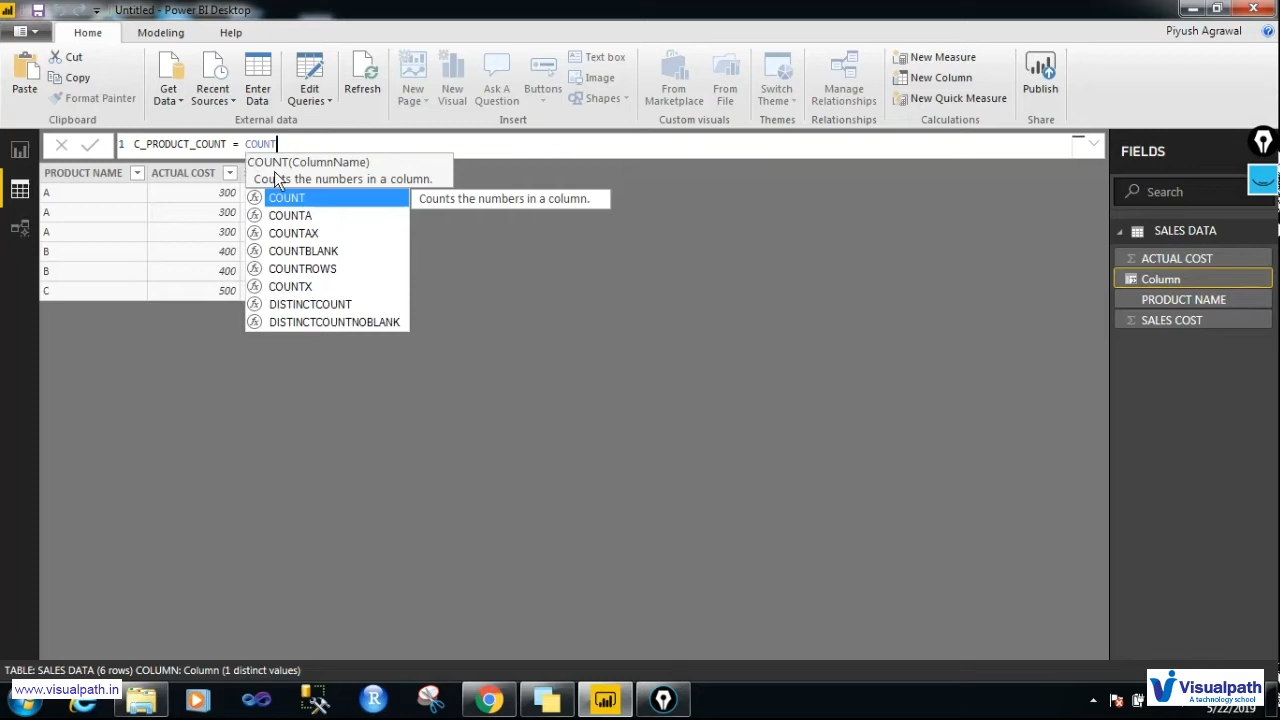 Untitled - Power BI Desktop
Home Modeling Help Piyush Agrawal
Paste
Cut
Copy
Format Painter
Clipboard
Get Data
Recent Sources
Enter Data
Edit Queries
Refresh
External data
New Page
New Visual
Ask A Question
Buttons
Text box
Image
Shapes
Insert
From Marketplace
From File
Custom visuals
Switch Theme
Themes
Manage Relationships
Relationships
New Measure
New Column
New Quick Measure
Calculations
Publish
Share
1 C_PRODUCT_COUNT = COUNT
COUNT(ColumnName)
Counts the numbers in a column.
PRODUCT NAME ACTUAL COST
A 300
A 300
A 300
B 400
B 400
C 500
COUNT
Counts the numbers in a column.
COUNTA
COUNTAX
COUNTBLANK
COUNTROWS
COUNTX
DISTINCTCOUNT
DISTINCTCOUNTNOBLANK
FIELDS
Search
SALES DATA
ACTUAL COST
Column
PRODUCT NAME
SALES COST
TABLE: SALES DATA (6 rows) COLUMN: Column (1 distinct values)
www.visualpath.in
Visualpath
A technology school
5/22/2019